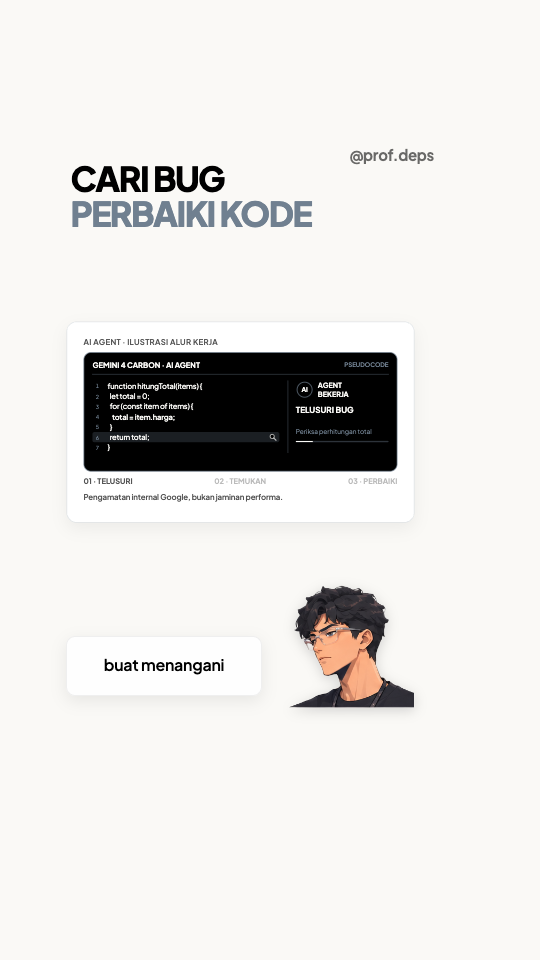 @prof.deps
CARI BUG
PERBAIKI KODE
AI AGENT · ILUSTRASI ALUR KERJA
GEMINI 4 CARBON · AI AGENT
PSEUDOCODE
1 function hitungTotal(items) {
2 let total = 0;
3 for (const item of items) {
4 total = item.harga;
5 }
6 return total;
7 }
AI
AGENT
BEKERJA
TELUSURI BUG
Periksa perhitungan total
01 · TELUSURI
02 · TEMUKAN
03 · PERBAIKI
Pengamatan internal Google, bukan jaminan performa.
buat menangani